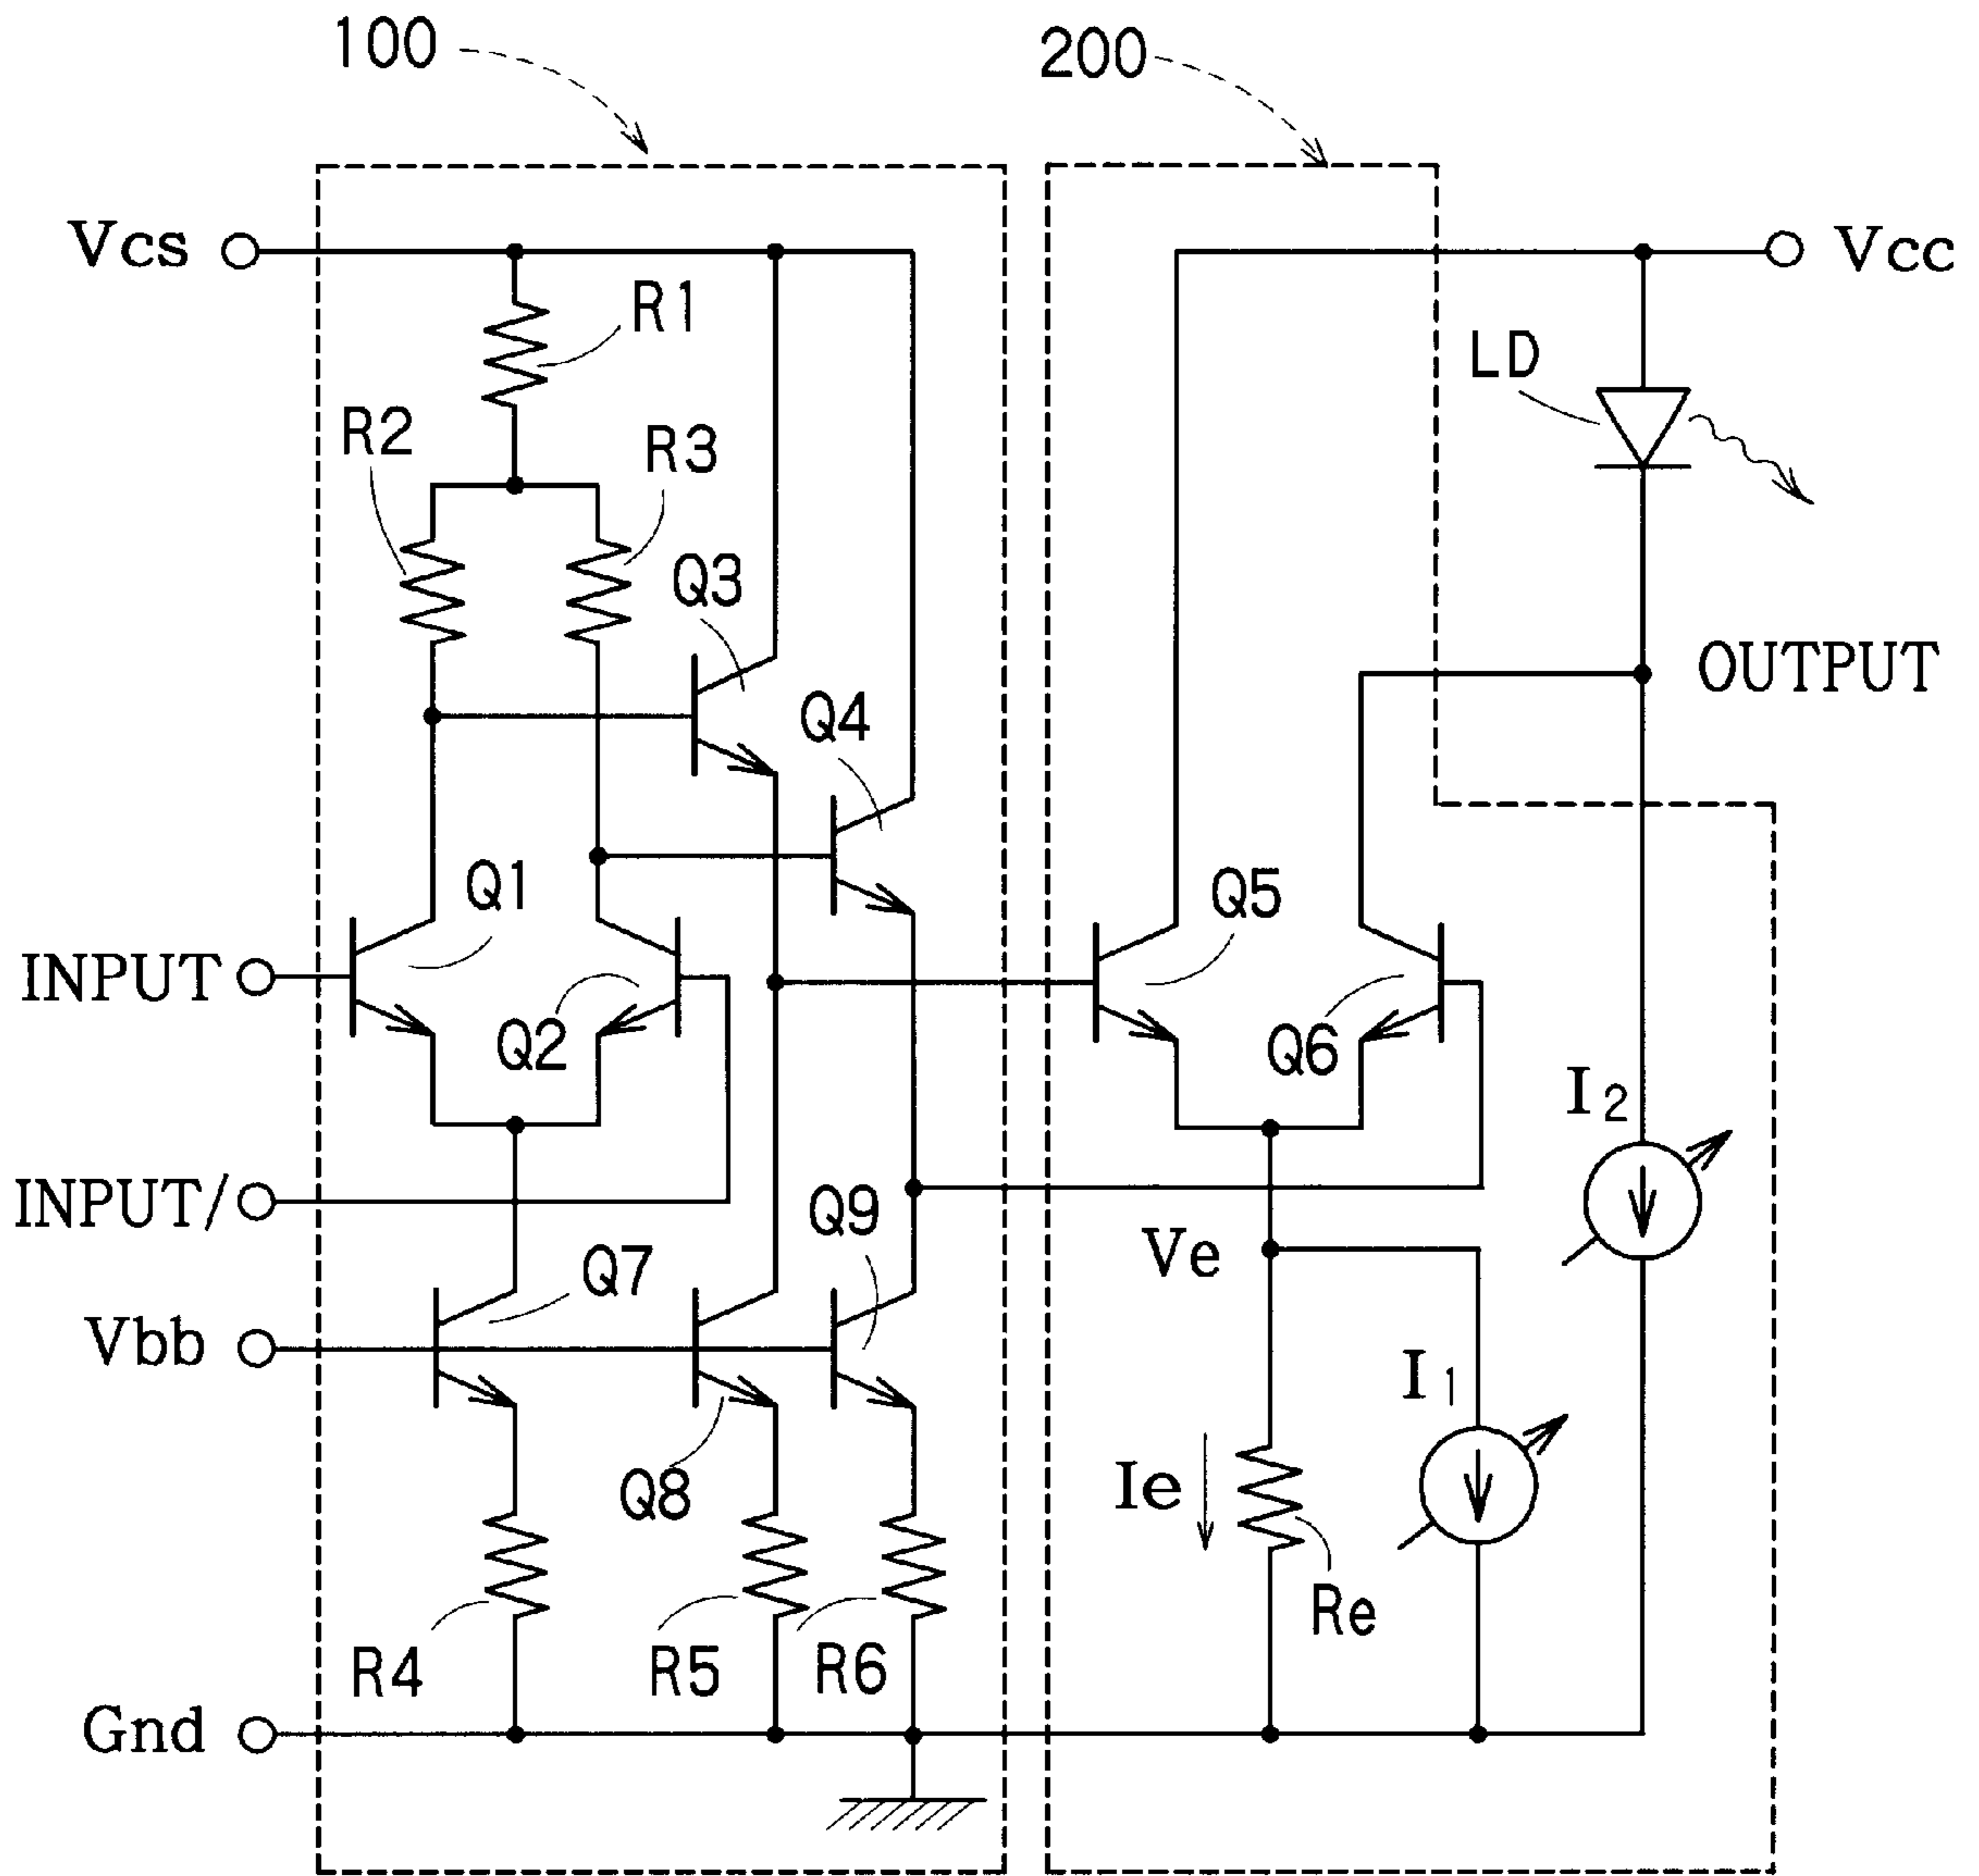 100
200
Vcs
Vcc
R1
LD
R2
R3
Q3
OUTPUT
Q4
Q1
Q5
INPUT
Q2
Q6
I2
INPUT/
Q9
Ve
Q7
Vbb
I1
Q8
Ie
Re
R4
R5
R6
Gnd